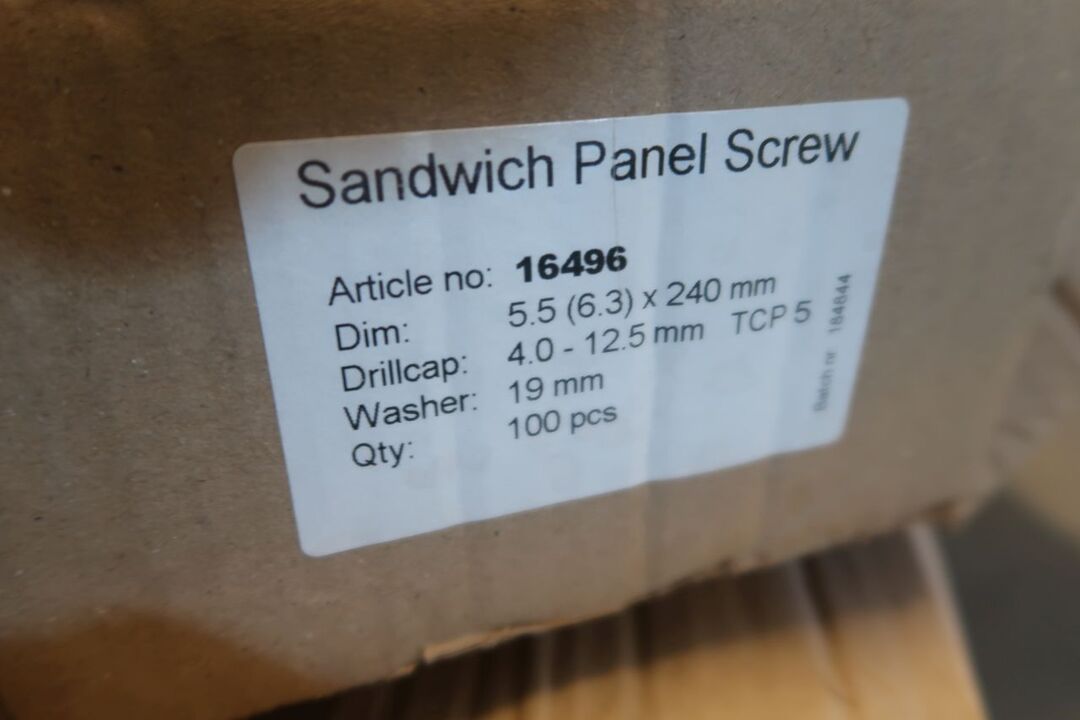 Sandwich Panel Screw
Article no: 16496
Dim: 5.5 (6.3) x 240 mm
Drillcap: 4.0 - 12.5 mm TCP 5
Washer: 19 mm
Qty: 100 pcs
Batch nr 184844